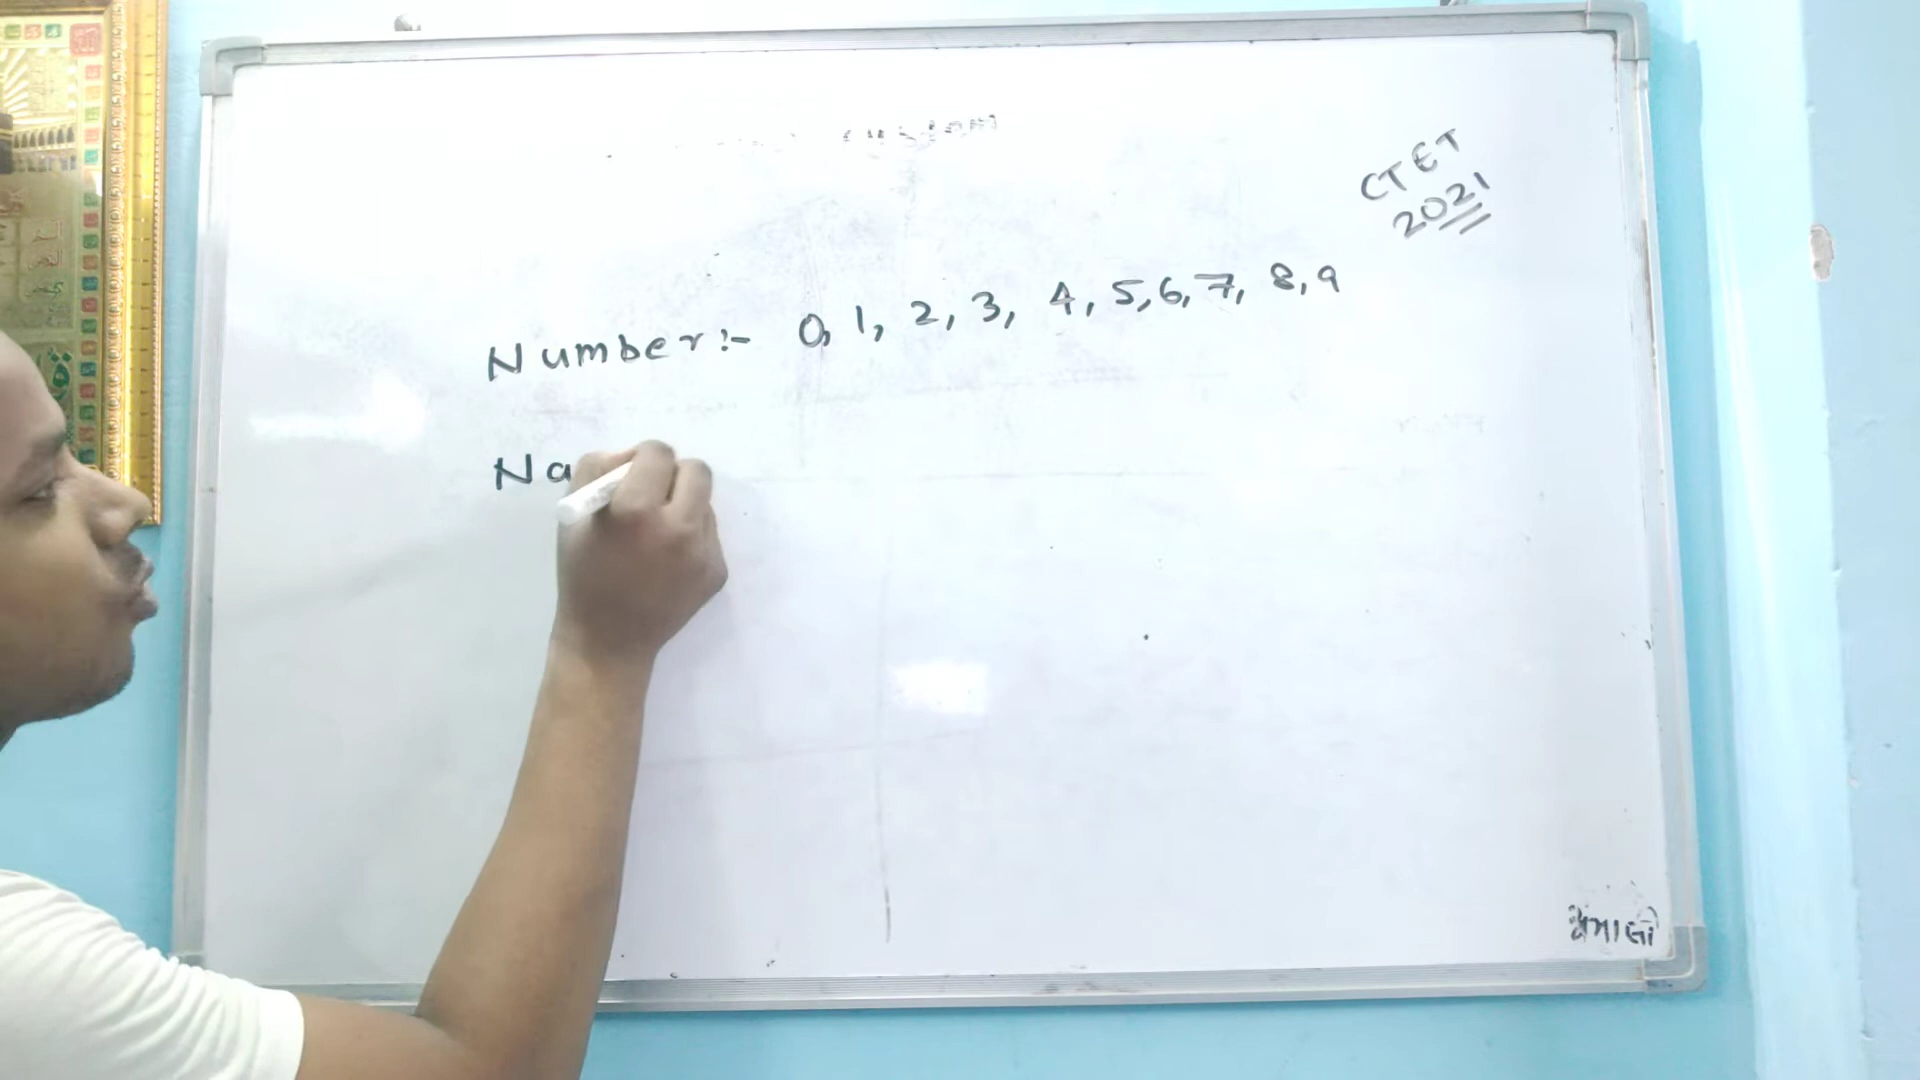 CTET
2021
Number:- 0, 1, 2, 3, 4, 5, 6, 7, 8, 9
Na